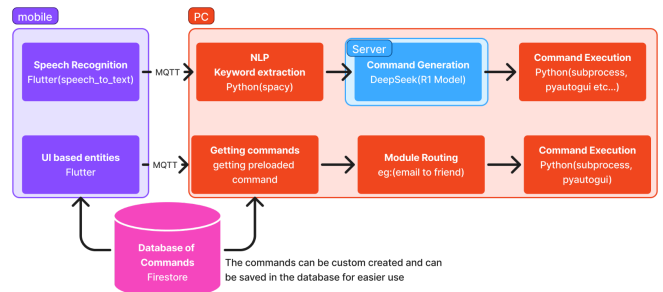 mobile
PC
Server
Speech Recognition
Flutter(speech_to_text)
MQTT
NLP
Keyword extraction
Python(spacy)
Command Generation
DeepSeek(R1 Model)
Command Execution
Python(subprocess,
pyautogui etc...)
UI based entities
Flutter
MQTT
Getting commands
getting preloaded
command
Module Routing
eg:(email to friend)
Command Execution
Python(subprocess,
pyautogui)
Database of
Commands
Firestore
The commands can be custom created and can
be saved in the database for easier use